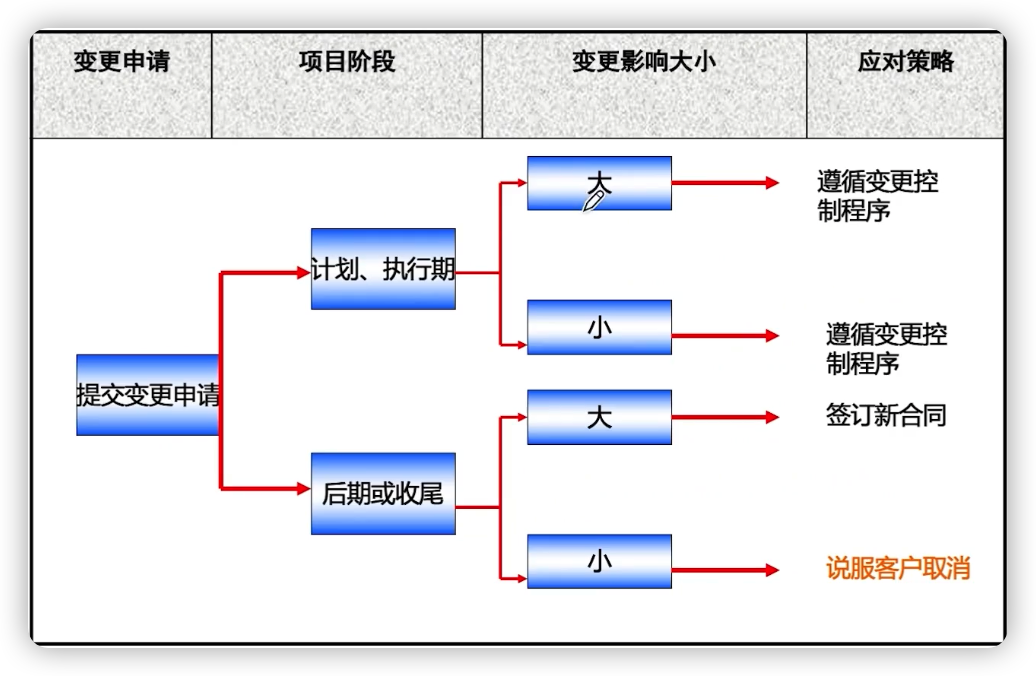 变更申请
项目阶段
变更影响大小
应对策略
大
遵循变更控
制程序
计划、执行期
小
遵循变更控
制程序
提交变更申请
大
签订新合同
后期或收尾
小
说服客户取消